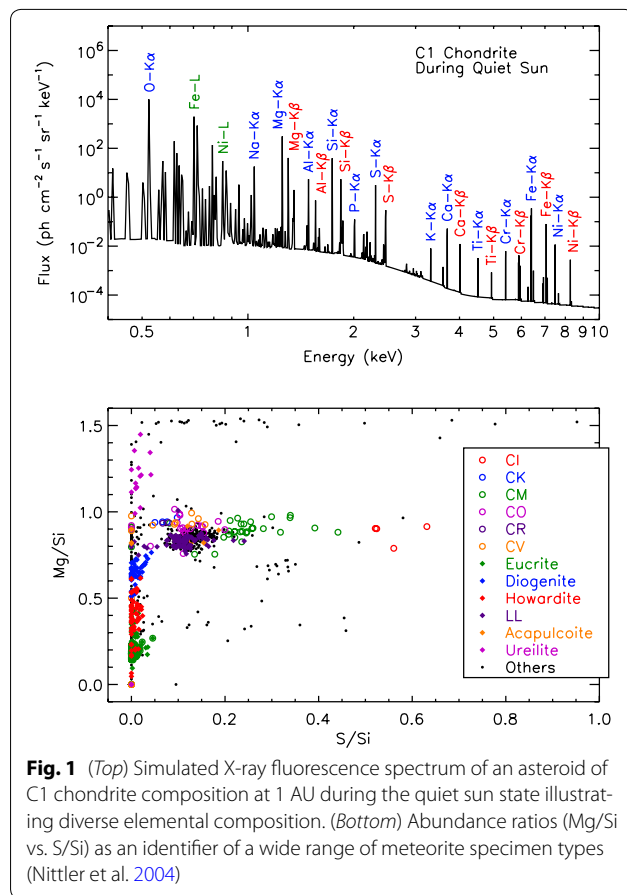 C1 Chondrite
During Quiet Sun
O-Kα
Fe-L
Ni-L
Na-Kα
Mg-Kα
Mg-Kβ
Al-Kα
Al-Kβ
Si-Kα
Si-Kβ
P-Kα
S-Kα
S-Kβ
K-Kα
Ca-Kα
Ca-Kβ
Ti-Kα
Ti-Kβ
Cr-Kα
Cr-Kβ
Fe-Kα
Fe-Kβ
Ni-Kα
Ni-Kβ
Flux (ph cm⁻² s⁻¹ sr⁻¹ keV⁻¹)
10⁶
10⁴
10²
10⁰
10⁻²
10⁻⁴
0.5 1 2 3 4 5 6 7 8 9 10
Energy (keV)
Mg/Si
1.5
1.0
0.5
0.0
CI
CK
CM
CO
CR
CV
Eucrite
Diogenite
Howardite
LL
Acapulcoite
Ureilite
Others
0.0 0.2 0.4 0.6 0.8 1.0
S/Si
Fig. 1 (Top) Simulated X-ray fluorescence spectrum of an asteroid of
C1 chondrite composition at 1 AU during the quiet sun state illustrat-
ing diverse elemental composition. (Bottom) Abundance ratios (Mg/Si
vs. S/Si) as an identifier of a wide range of meteorite specimen types
(Nittler et al. 2004)